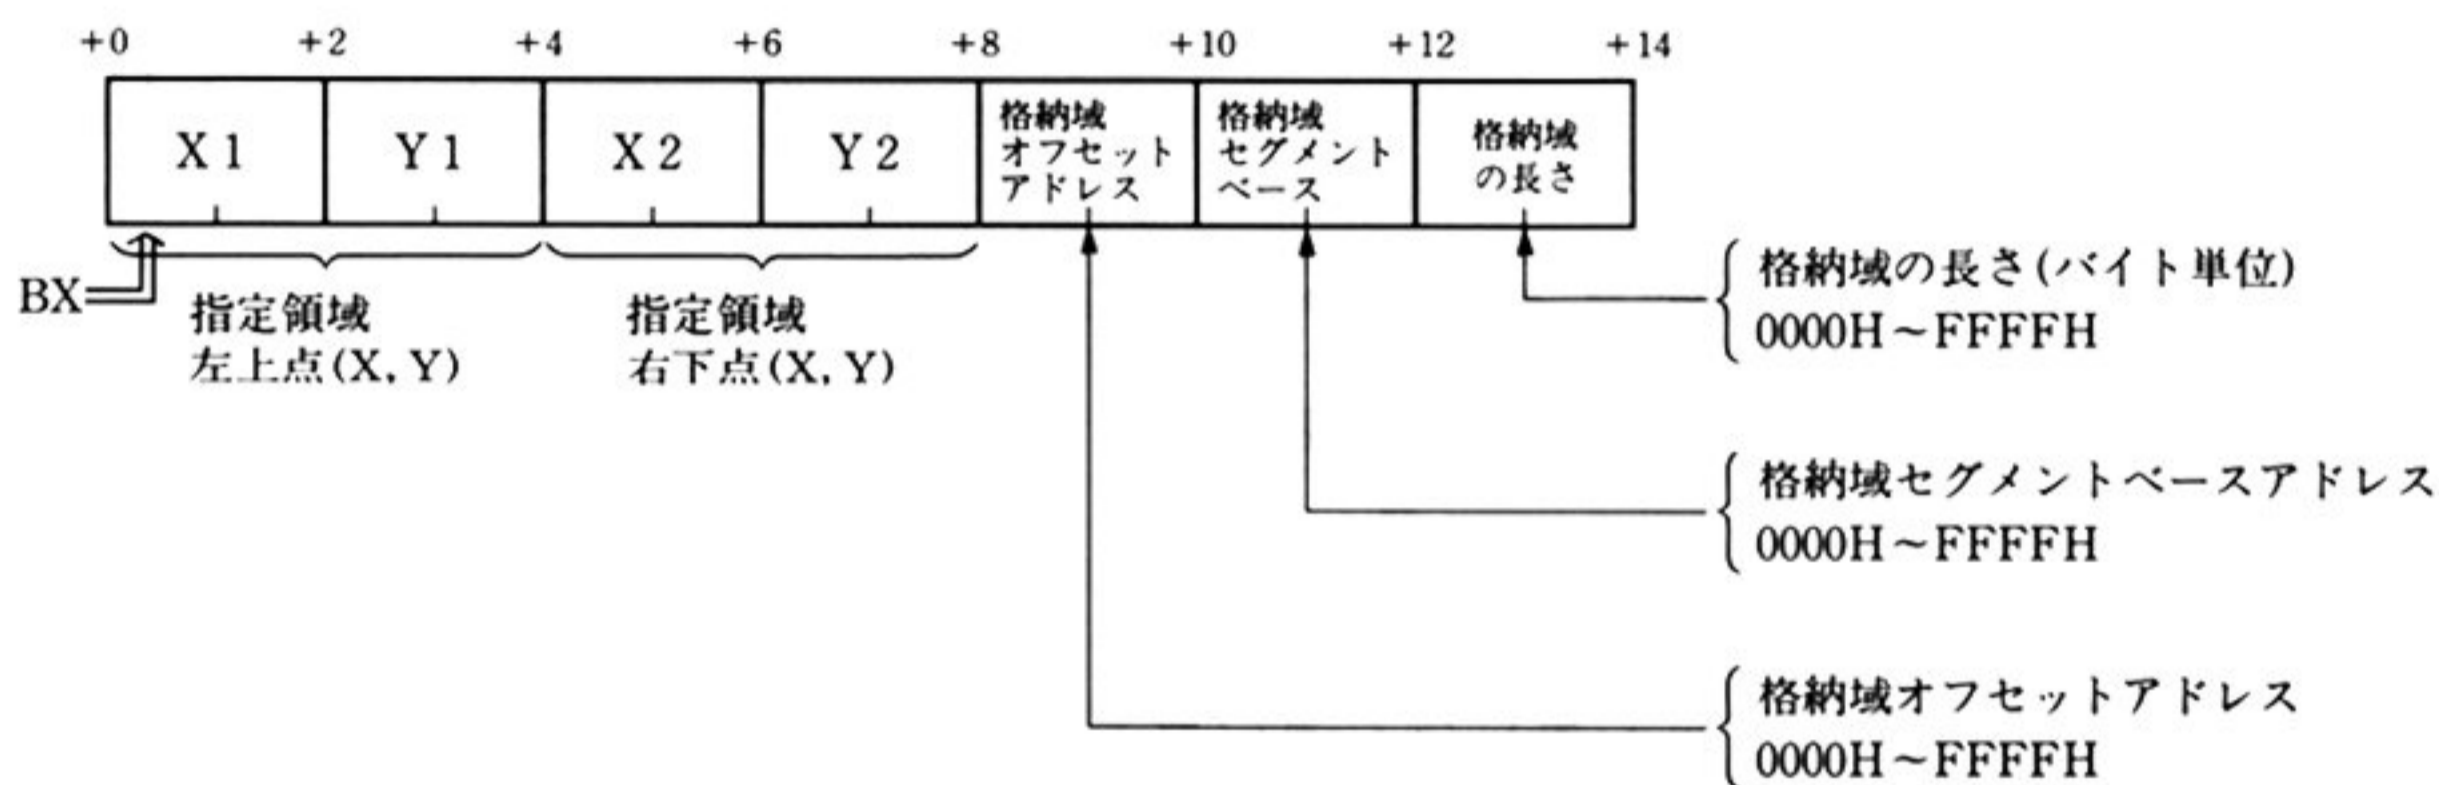 +0 +2 +4 +6 +8 +10 +12 +14
X1 Y1 X2 Y2
格納域
オフセット
アドレス
格納域
セグメント
ベース
格納域
の長さ
BX
指定領域
左上点(X, Y)
指定領域
右下点(X, Y)
格納域の長さ(バイト単位)
0000H～FFFFH
格納域セグメントベースアドレス
0000H～FFFFH
格納域オフセットアドレス
0000H～FFFFH